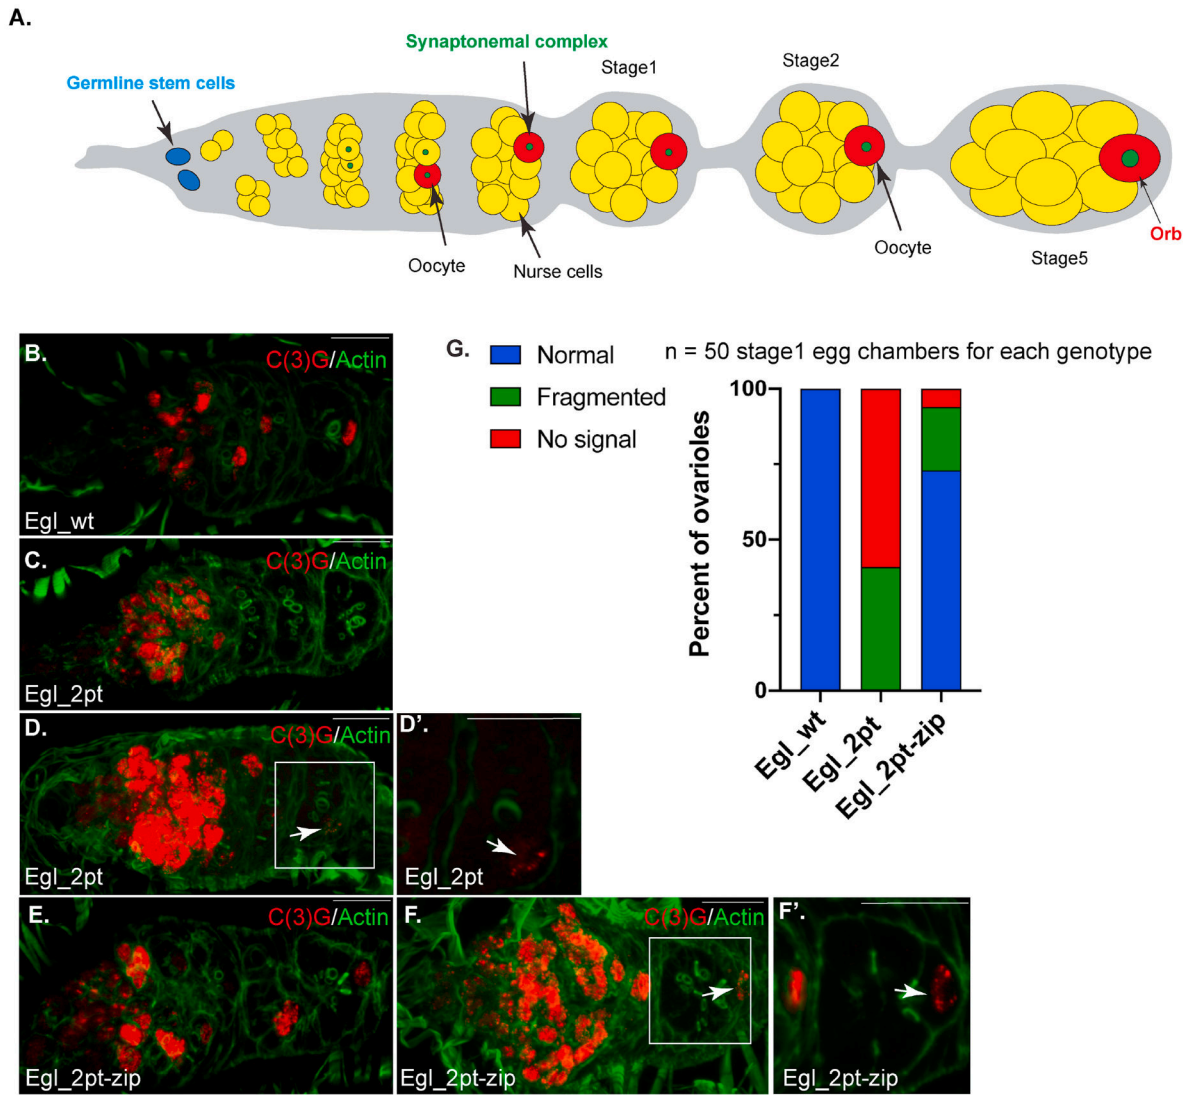 A.
Synaptonemal complex
Germline stem cells
Stage1
Stage2
Oocyte
Nurse cells
Oocyte
Stage5
Orb
B.
C(3)G/Actin
Egl_wt
C.
C(3)G/Actin
Egl_2pt
D.
C(3)G/Actin
Egl_2pt
D'.
Egl_2pt
E.
C(3)G/Actin
Egl_2pt-zip
F.
C(3)G/Actin
Egl_2pt-zip
F'.
Egl_2pt-zip
G.
Normal
Fragmented
No signal
n = 50 stage1 egg chambers for each genotype
Percent of ovarioles
100
50
0
Egl_wt
Egl_2pt
Egl_2pt-zip